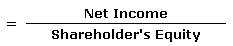 = Net Income
Shareholder's Equity